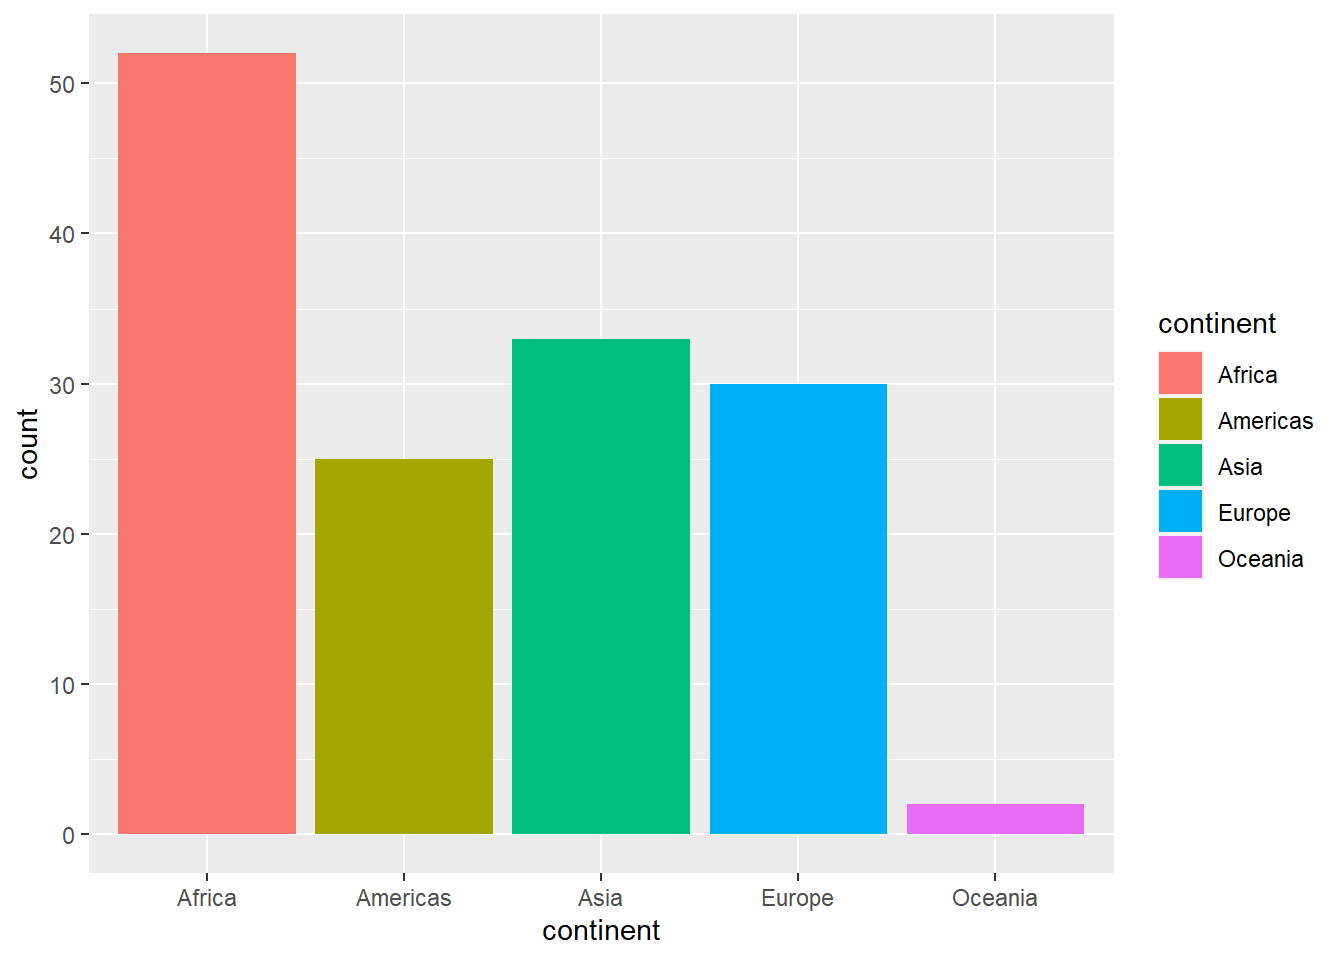 50
40
30
20
10
0
count
Africa
Americas
Asia
Europe
Oceania
continent
continent
Africa
Americas
Asia
Europe
Oceania